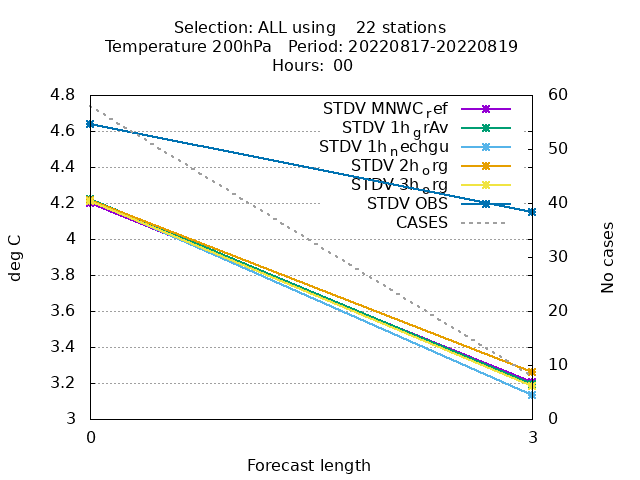 Selection: ALL using    22 stations
Temperature 200hPa   Period: 20220817-20220819
Hours:  00
4.8
4.6
4.4
4.2
4
3.8
3.6
3.4
3.2
3
deg C
STDV MNWC_ref
STDV 1h_grAv
STDV 1h_nechgu
STDV 2h_org
STDV 3h_org
STDV OBS
CASES
60
50
40
30
20
10
0
No cases
0
3
Forecast length